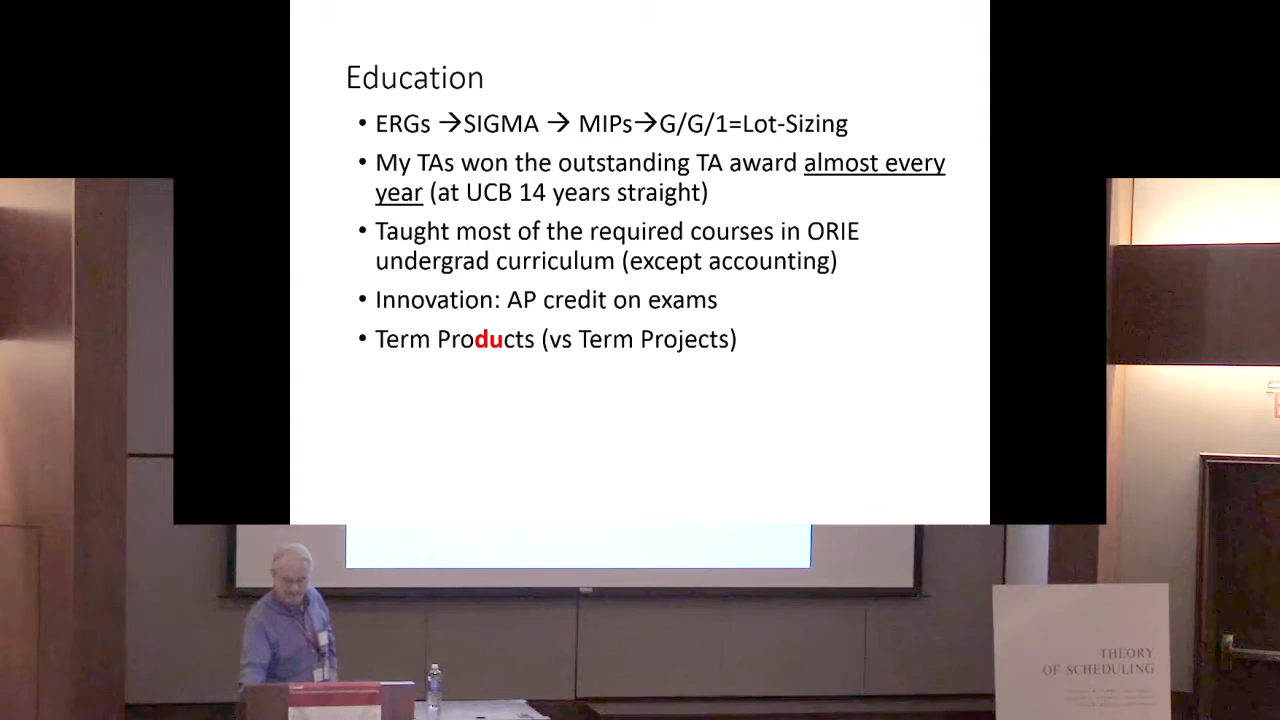 Education
• ERGs →SIGMA → MIPs→G/G/1=Lot-Sizing
• My TAs won the outstanding TA award almost every
year (at UCB 14 years straight)
• Taught most of the required courses in ORIE
undergrad curriculum (except accounting)
• Innovation: AP credit on exams
• Term Products (vs Term Projects)
THEORY
OF SCHEDULING